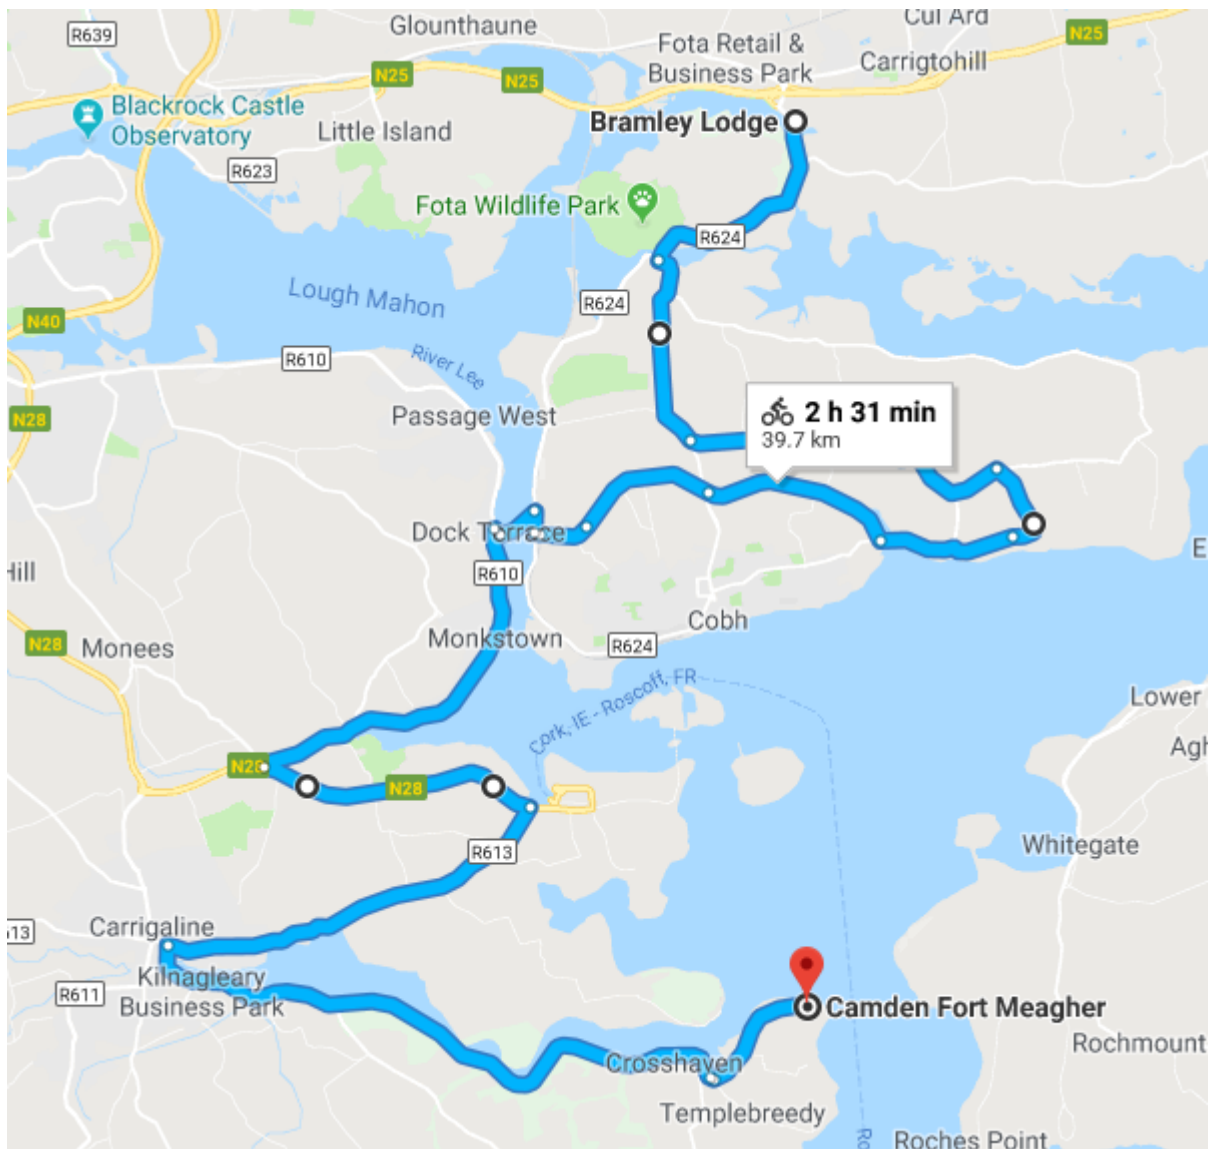 Cul Ard
R639
Glounthaune
N25
Fota Retail &
Business Park
Carrigtohill
N25
N25
Blackrock Castle
Observatory
Little Island
Bramley Lodge
R623
Fota Wildlife Park
R624
Lough Mahon
R624
N40
River Lee
R610
N28
Passage West
2 h 31 min
39.7 km
Dock Terrace
R610
Hill
Cobh
Monkstown
R624
N28
Monees
Cork, IE - Roscoff, FR
Lower
Agh
N28
N28
Whitegate
R613
Carrigaline
613
Kilnagleary
Business Park
R611
Camden Fort Meagher
Rochmount
Crosshaven
Templebreedy
Roches Point